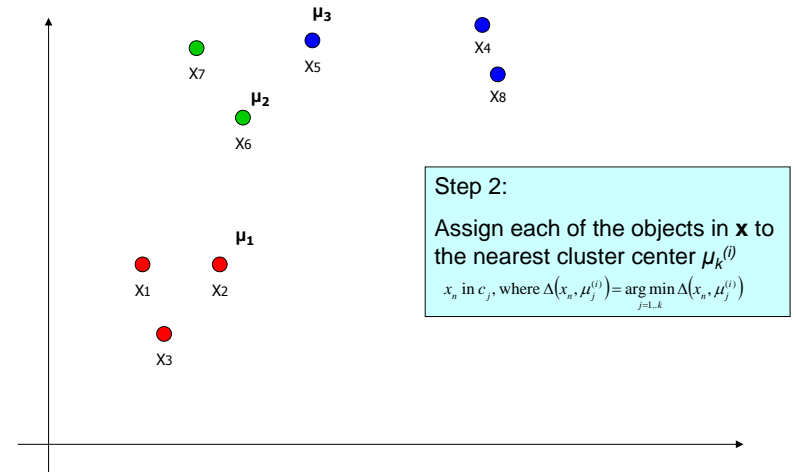 μ3
X7
X5
X4
X8
μ2
X6
μ1
X1
X2
X3
Step 2:
Assign each of the objects in x to
the nearest cluster center μk(i)
xn in cj, where Δ(xn, μj(i)) = arg min Δ(xn, μj(i))
j=1..k